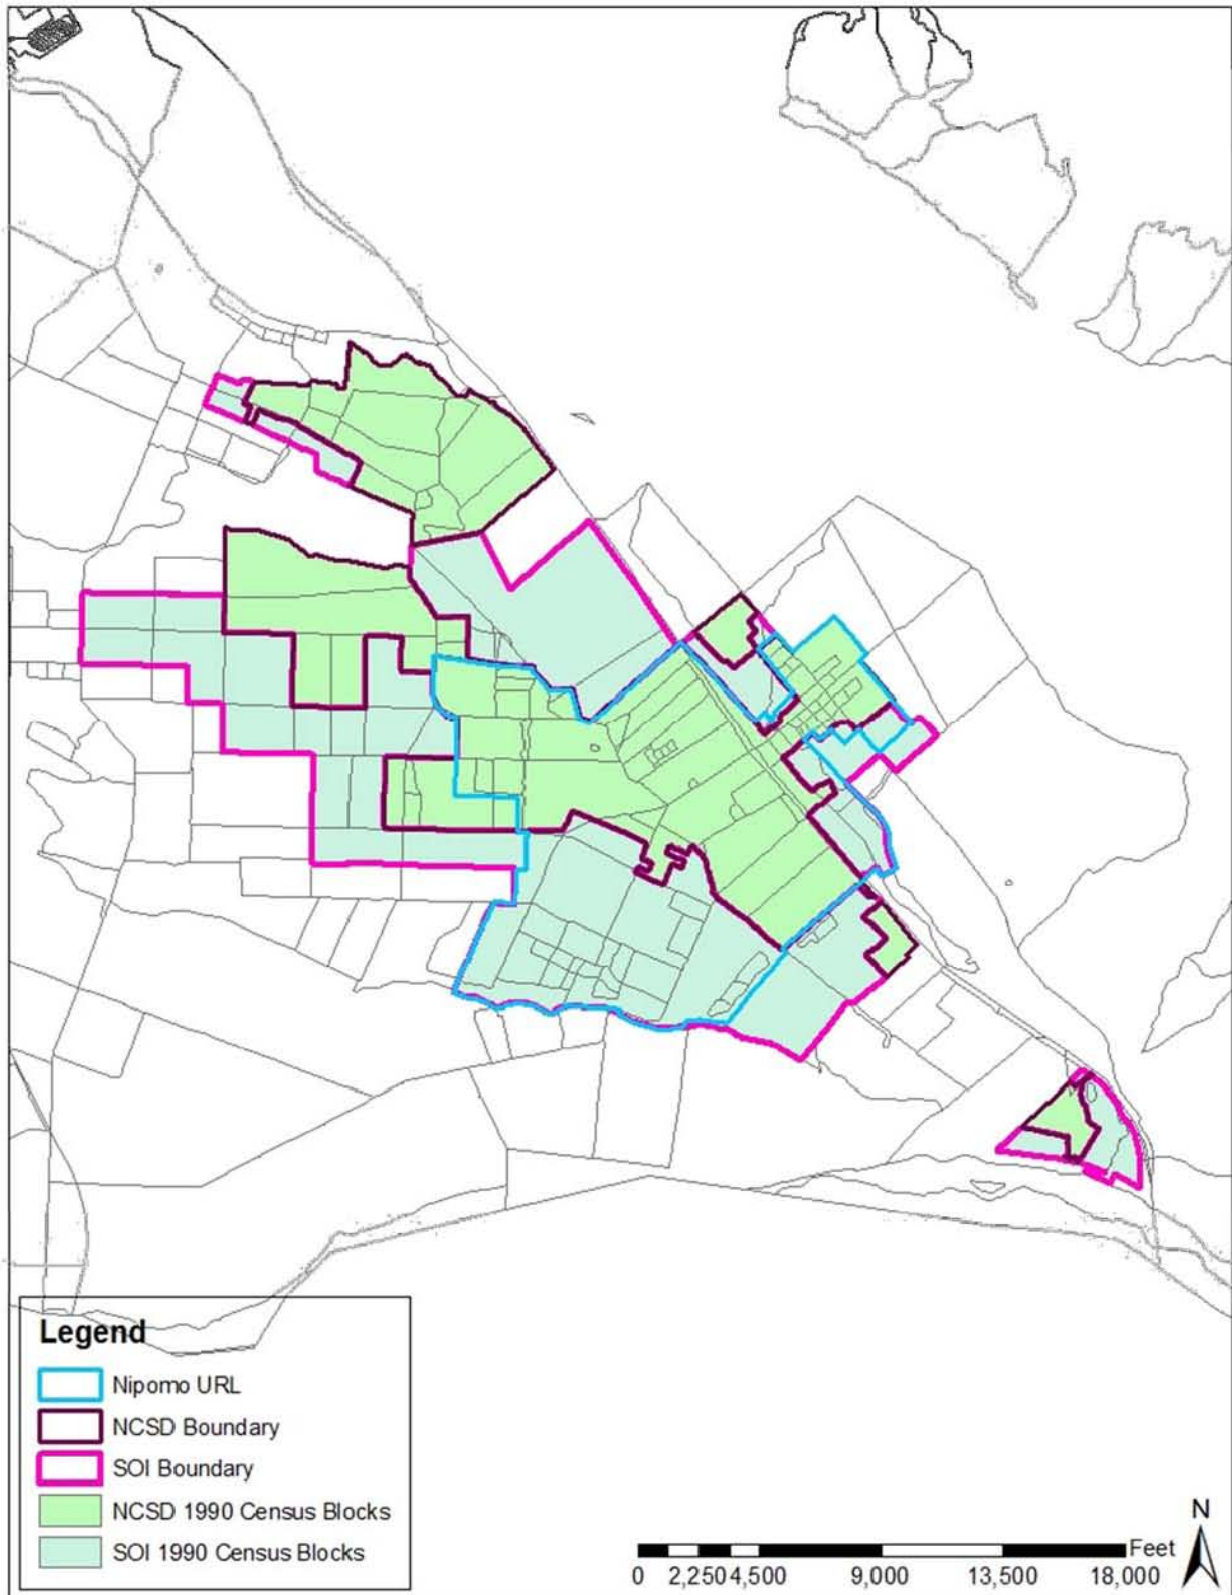 Legend
Nipomo URL
NCSD Boundary
SOI Boundary
NCSD 1990 Census Blocks
SOI 1990 Census Blocks
N
Feet
0 2,250 4,500 9,000 13,500 18,000